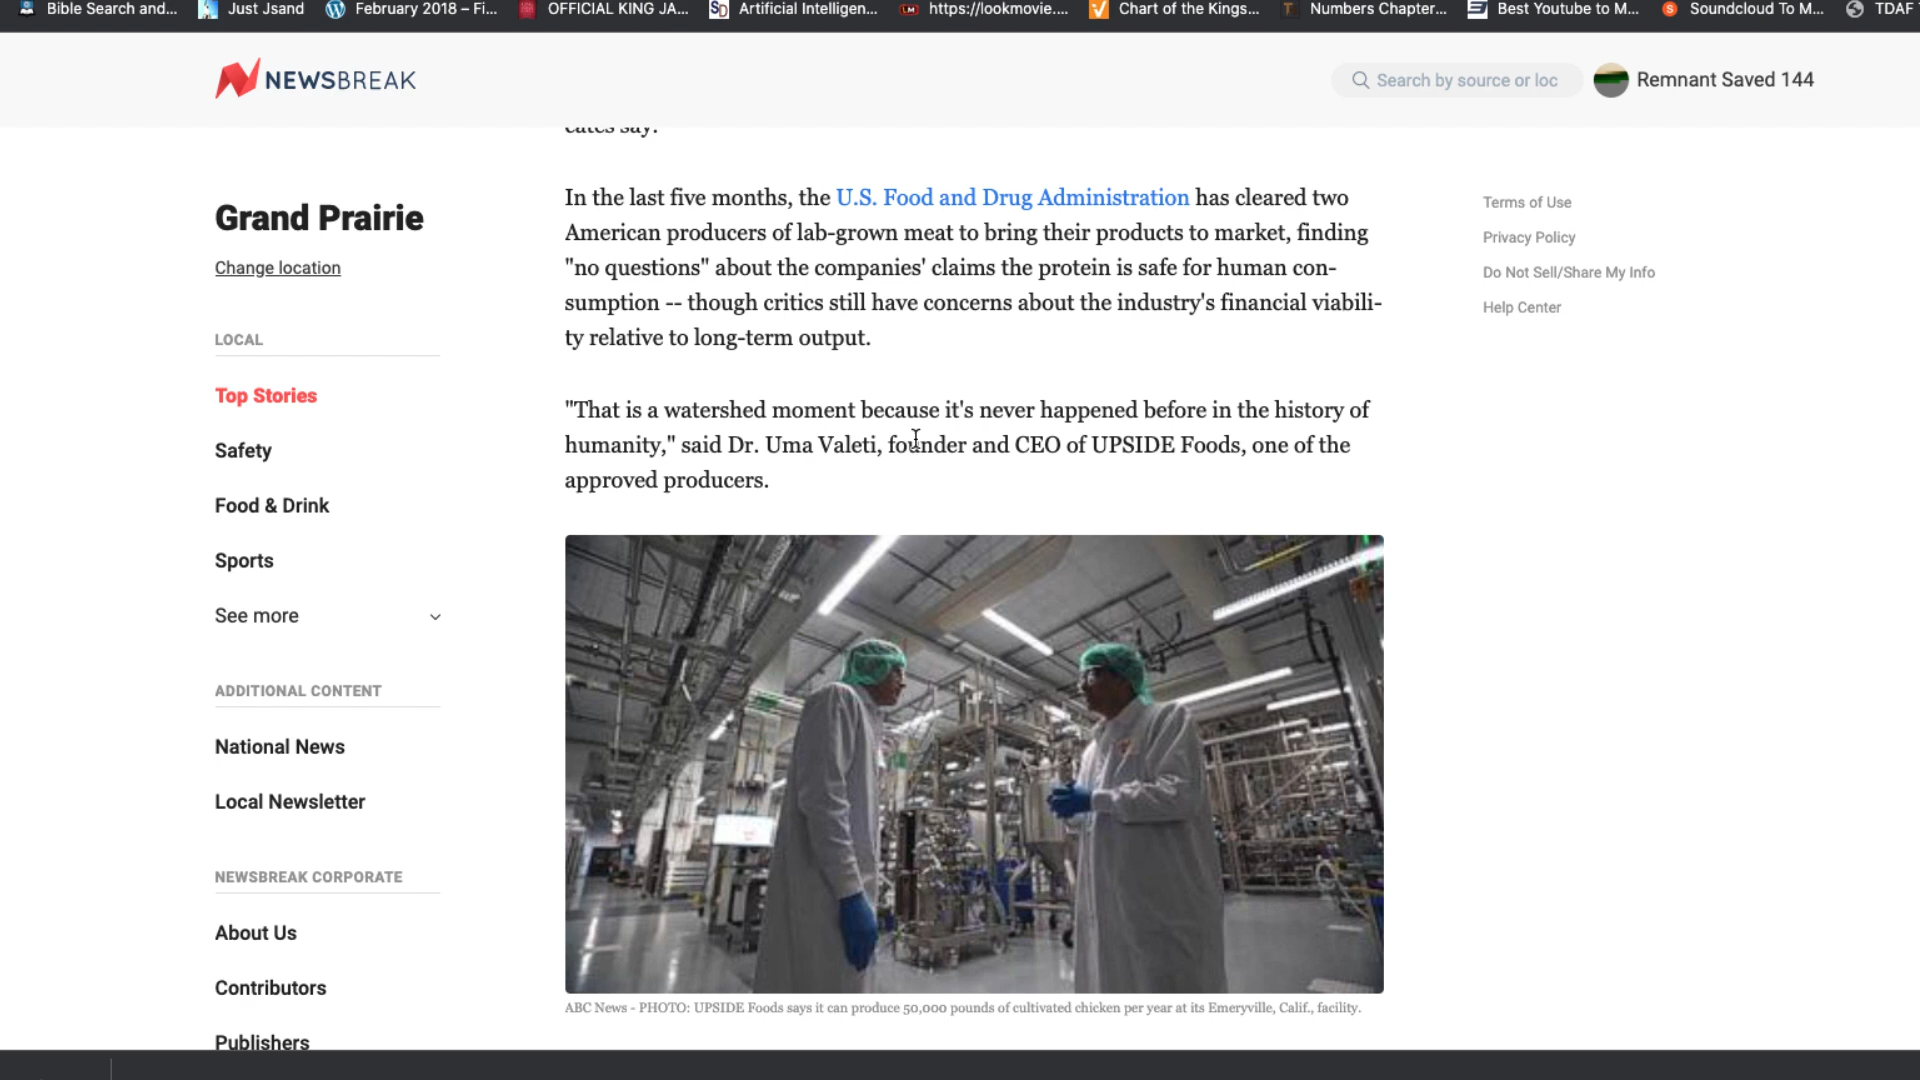 Bible Search and...
Just Jsand
February 2018 – Fi...
OFFICIAL KING JA...
Artificial Intelligen...
https://lookmovie....
Chart of the Kings...
Numbers Chapter...
Best Youtube to M...
Soundcloud To M...
TDAF
NEWSBREAK
Search by source or loc
Remnant Saved 144
cates say.
Grand Prairie
Change location
LOCAL
Top Stories
Safety
Food & Drink
Sports
See more
ADDITIONAL CONTENT
National News
Local Newsletter
NEWSBREAK CORPORATE
About Us
Contributors
Publishers
In the last five months, the U.S. Food and Drug Administration has cleared two
American producers of lab-grown meat to bring their products to market, finding
"no questions" about the companies' claims the protein is safe for human con-
sumption -- though critics still have concerns about the industry's financial viabili-
ty relative to long-term output.
"That is a watershed moment because it's never happened before in the history of
humanity," said Dr. Uma Valeti, founder and CEO of UPSIDE Foods, one of the
approved producers.
ABC News - PHOTO: UPSIDE Foods says it can produce 50,000 pounds of cultivated chicken per year at its Emeryville, Calif., facility.
Terms of Use
Privacy Policy
Do Not Sell/Share My Info
Help Center